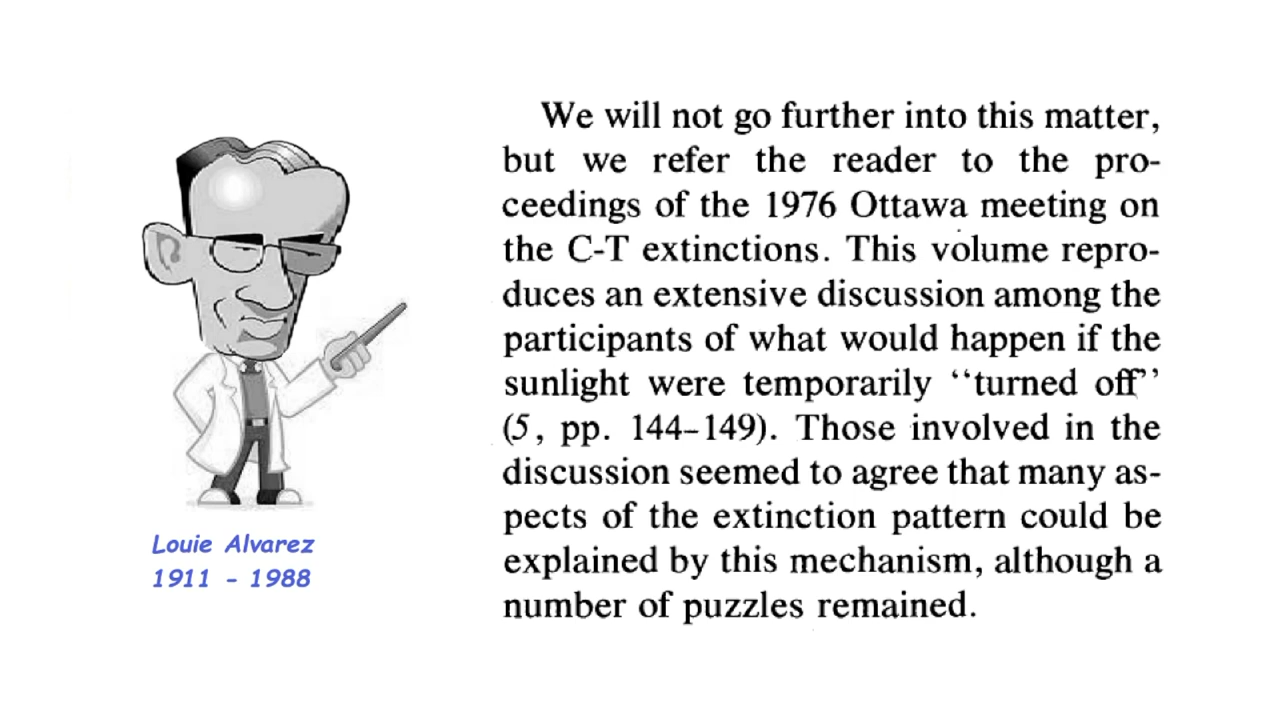 We will not go further into this matter,
but we refer the reader to the pro-
ceedings of the 1976 Ottawa meeting on
the C-T extinctions. This volume repro-
duces an extensive discussion among the
participants of what would happen if the
sunlight were temporarily ‘‘turned off’’
(5, pp. 144–149). Those involved in the
discussion seemed to agree that many as-
pects of the extinction pattern could be
explained by this mechanism, although a
number of puzzles remained.
Louie Alvarez
1911 - 1988